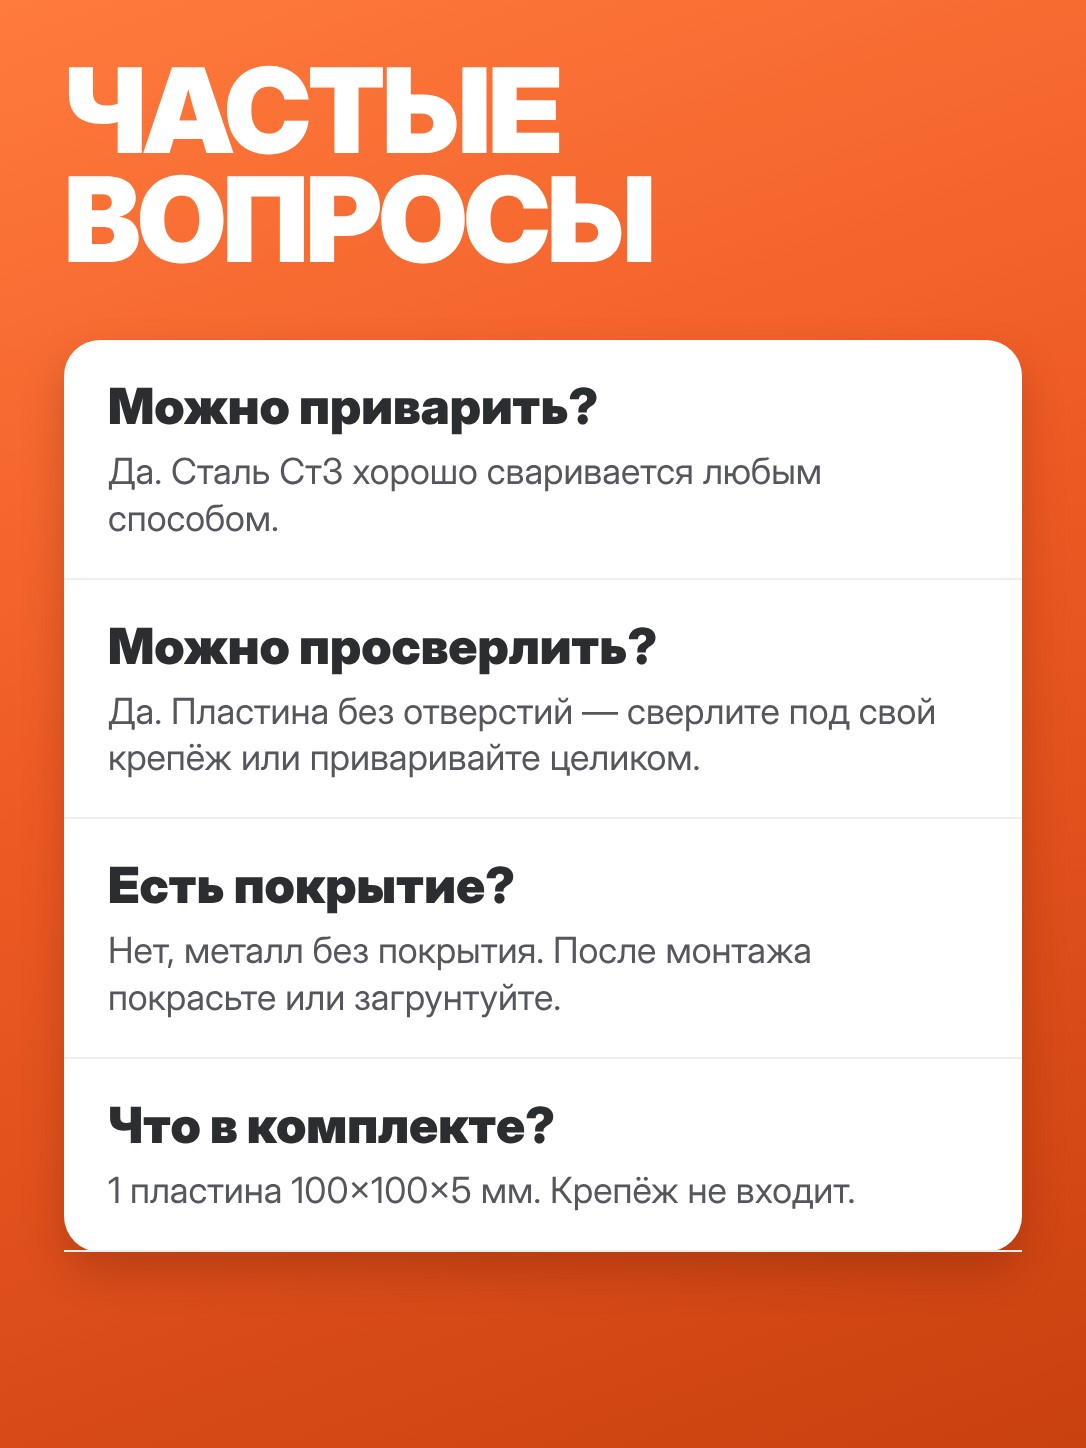 ЧАСТЫЕ
ВОПРОСЫ
Можно приварить?
Да. Сталь Ст3 хорошо сваривается любым
способом.
Можно просверлить?
Да. Пластина без отверстий — сверлите под свой
крепёж или приваривайте целиком.
Есть покрытие?
Нет, металл без покрытия. После монтажа
покрасьте или загрунтуйте.
Что в комплекте?
1 пластина 100×100×5 мм. Крепёж не входит.